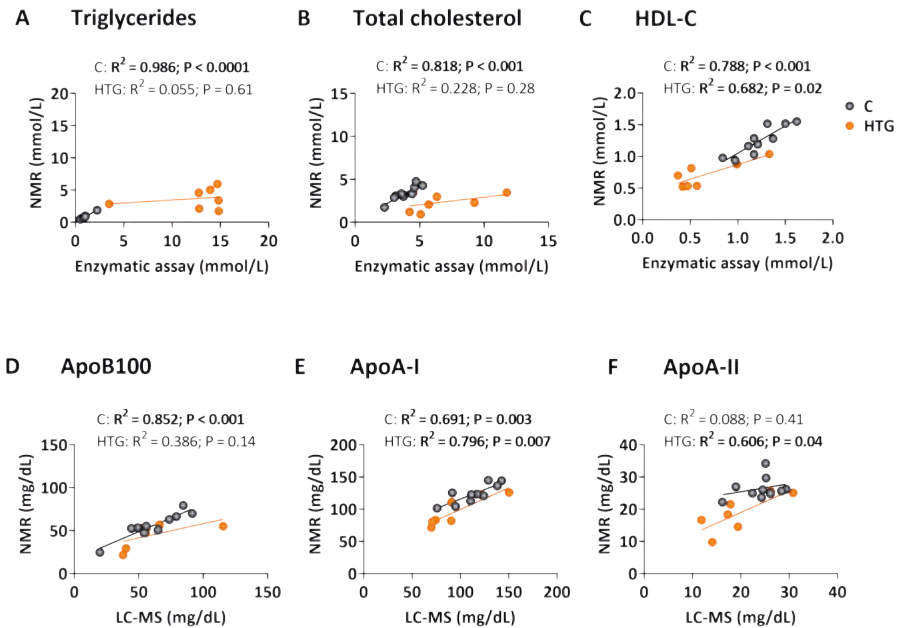 A Triglycerides
C: R² = 0.986; P < 0.0001
HTG: R² = 0.055; P = 0.61
NMR (mmol/L)
20
15
10
5
0
0 5 10 15 20
Enzymatic assay (mmol/L)
B Total cholesterol
C: R² = 0.818; P < 0.001
HTG: R² = 0.228; P = 0.28
NMR (mmol/L)
15
10
5
0
0 5 10 15
Enzymatic assay (mmol/L)
C HDL-C
C: R² = 0.788; P < 0.001
HTG: R² = 0.682; P = 0.02
NMR (mmol/L)
2.0
1.5
1.0
0.5
0.0
0.0 0.5 1.0 1.5 2.0
Enzymatic assay (mmol/L)
C
HTG
D ApoB100
C: R² = 0.852; P < 0.001
HTG: R² = 0.386; P = 0.14
NMR (mg/dL)
150
100
50
0
0 50 100 150
LC-MS (mg/dL)
E ApoA-I
C: R² = 0.691; P = 0.003
HTG: R² = 0.796; P = 0.007
NMR (mg/dL)
200
150
100
50
0
0 50 100 150 200
LC-MS (mg/dL)
F ApoA-II
C: R² = 0.088; P = 0.41
HTG: R² = 0.606; P = 0.04
NMR (mg/dL)
40
30
20
10
0
0 10 20 30 40
LC-MS (mg/dL)